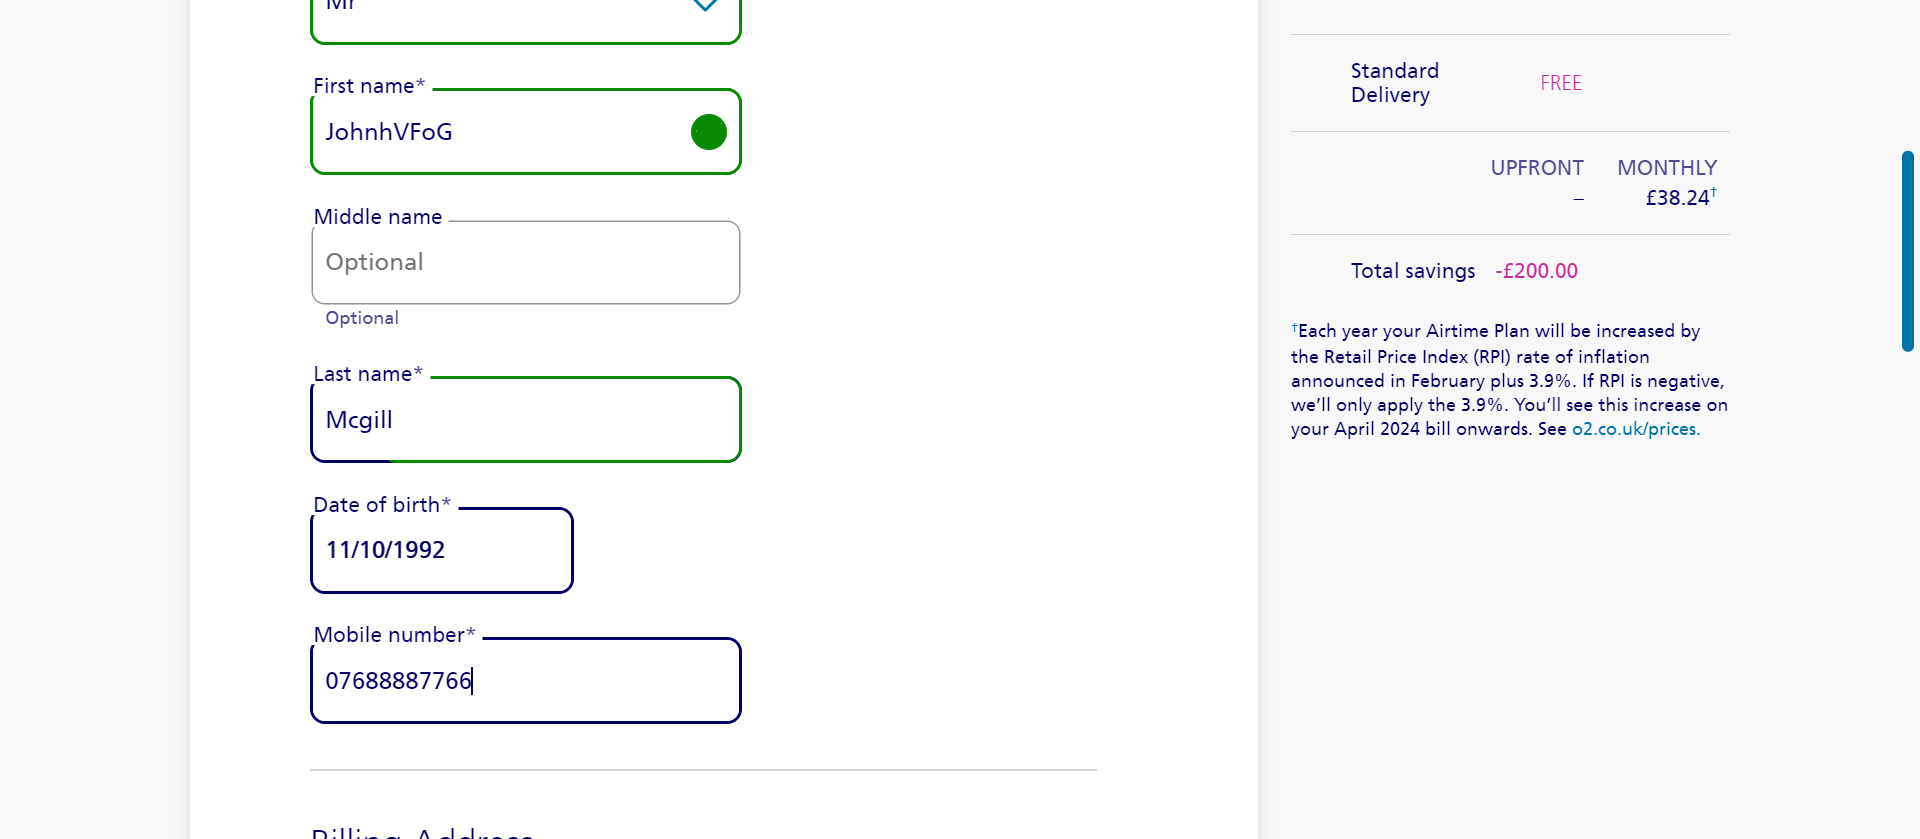 Mr
First name*
JohnhVFoG
Middle name
Optional
Optional
Last name*
Mcgill
Date of birth*
11/10/1992
Mobile number*
07688887766
Billing Address
Standard
Delivery
FREE
UPFRONT MONTHLY
– £38.24†
Total savings -£200.00
†Each year your Airtime Plan will be increased by
the Retail Price Index (RPI) rate of inflation
announced in February plus 3.9%. If RPI is negative,
we’ll only apply the 3.9%. You’ll see this increase on
your April 2024 bill onwards. See o2.co.uk/prices.